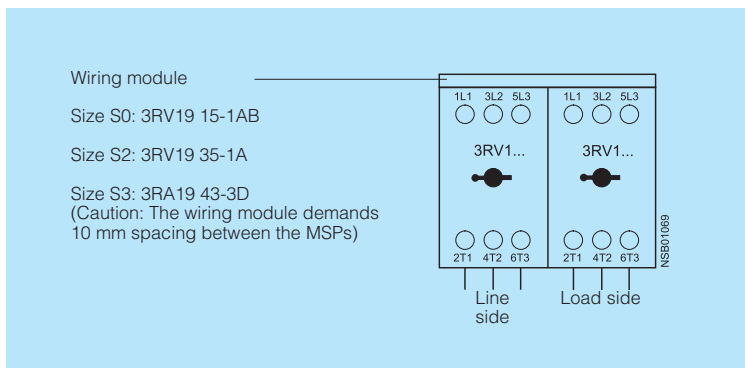 Wiring module
Size S0: 3RV19 15-1AB
Size S2: 3RV19 35-1A
Size S3: 3RA19 43-3D
(Caution: The wiring module demands
10 mm spacing between the MSPs)
1L1 3L2 5L3 1L1 3L2 5L3
3RV1... 3RV1...
2T1 4T2 6T3 2T1 4T2 6T3
Line
side
Load side
NSB01069